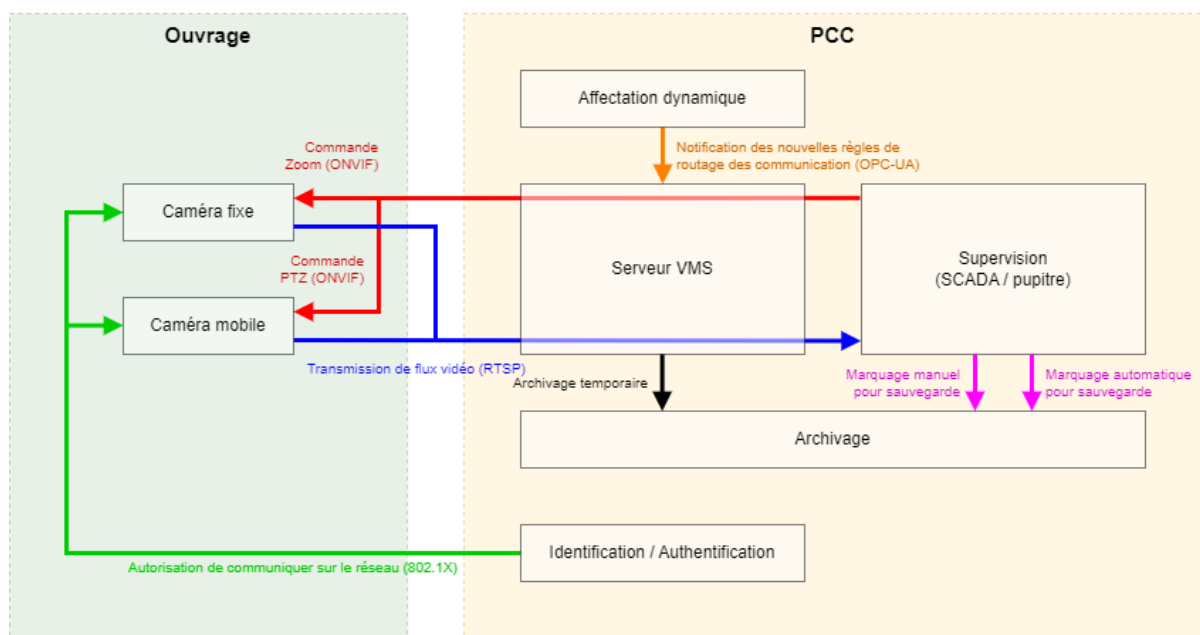 Ouvrage
PCC
Affectation dynamique
Commande
Zoom (ONVIF)
Notification des nouvelles règles de
routage des communication (OPC-UA)
Caméra fixe
Serveur VMS
Supervision
(SCADA / pupitre)
Commande
PTZ (ONVIF)
Caméra mobile
Transmission de flux vidéo (RTSP)
Archivage temporaire
Marquage manuel
pour sauvegarde
Marquage automatique
pour sauvegarde
Archivage
Identification / Authentification
Autorisation de communiquer sur le réseau (802.1X)